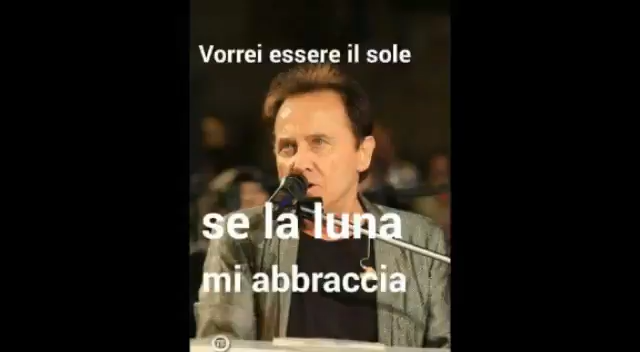 Vorrei essere il sole
se la luna
mi abbraccia